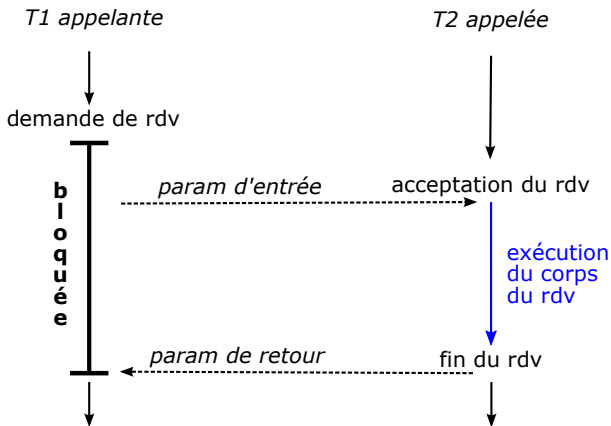 T1 appelante
T2 appelée
demande de rdv
bloquée
param d'entrée
acceptation du rdv
exécution
du corps
du rdv
param de retour
fin du rdv